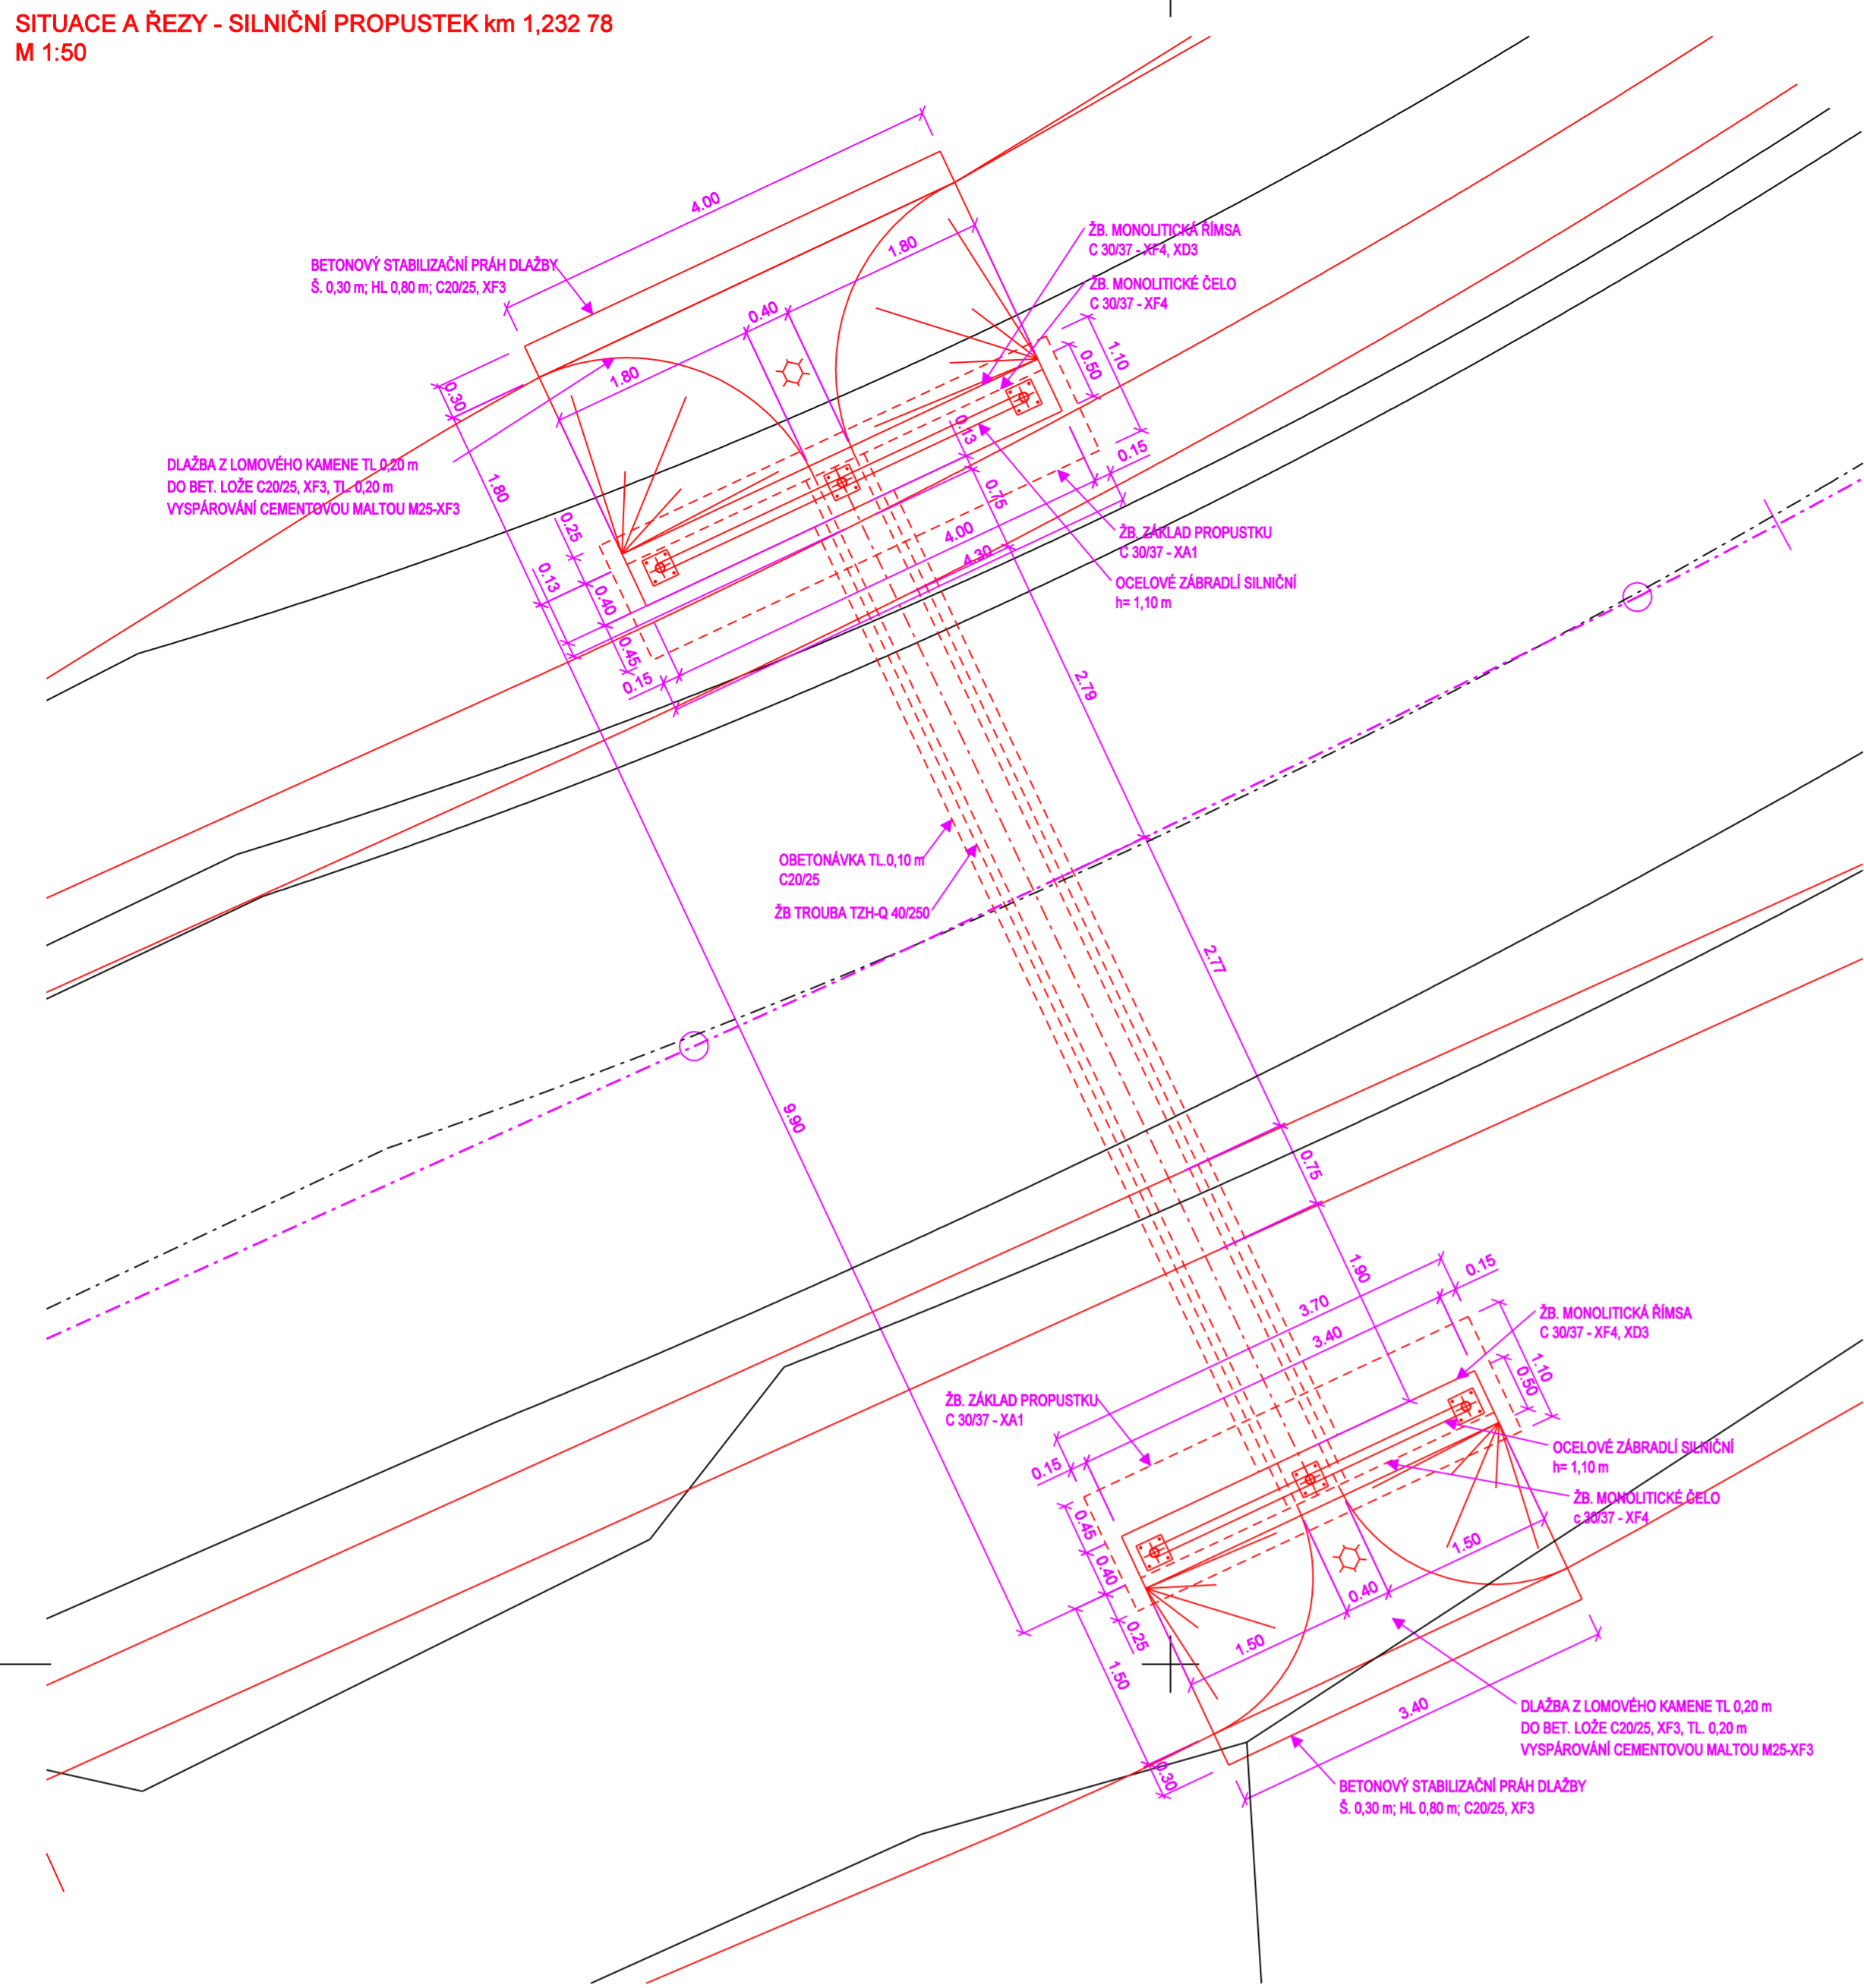 SITUACE A ŘEZY - SILNIČNÍ PROPUSTEK km 1,232 78
M 1:50
4.00
BETONOVÝ STABILIZAČNÍ PRÁH DLAŽBY
Š. 0,30 m; HL 0,80 m; C20/25, XF3
1.80
0.40
1.80
ŽB. MONOLITICKÁ ŘÍMSA
C 30/37 - XF4, XD3
ŽB. MONOLITICKÉ ČELO
C 30/37 - XF4
1.10
0.50
0.30
DLAŽBA Z LOMOVÉHO KAMENE TL 0,20 m
DO BET. LOŽE C20/25, XF3, TL. 0,20 m
VYSPÁROVÁNÍ CEMENTOVOU MALTOU M25-XF3
1.80
0.25
0.13
0.40
0.45
0.15
0.13
0.75
0.15
4.00
4.30
ŽB. ZÁKLAD PROPUSTKU
C 30/37 - XA1
OCELOVÉ ZÁBRADLÍ SILNIČNÍ
h= 1,10 m
2.79
OBETONÁVKA TL.0,10 m
C20/25
ŽB TROUBA TZH-Q 40/250
2.77
9.90
0.75
1.90
0.15
3.70
3.40
ŽB. MONOLITICKÁ ŘÍMSA
C 30/37 - XF4, XD3
1.10
0.50
ŽB. ZÁKLAD PROPUSTKU
C 30/37 - XA1
OCELOVÉ ZÁBRADLÍ SILNIČNÍ
h= 1,10 m
ŽB. MONOLITICKÉ ČELO
c 30/37 - XF4
0.15
0.45
0.40
0.25
1.50
1.50
0.40
1.50
3.40
0.30
DLAŽBA Z LOMOVÉHO KAMENE TL 0,20 m
DO BET. LOŽE C20/25, XF3, TL. 0,20 m
VYSPÁROVÁNÍ CEMENTOVOU MALTOU M25-XF3
BETONOVÝ STABILIZAČNÍ PRÁH DLAŽBY
Š. 0,30 m; HL 0,80 m; C20/25, XF3